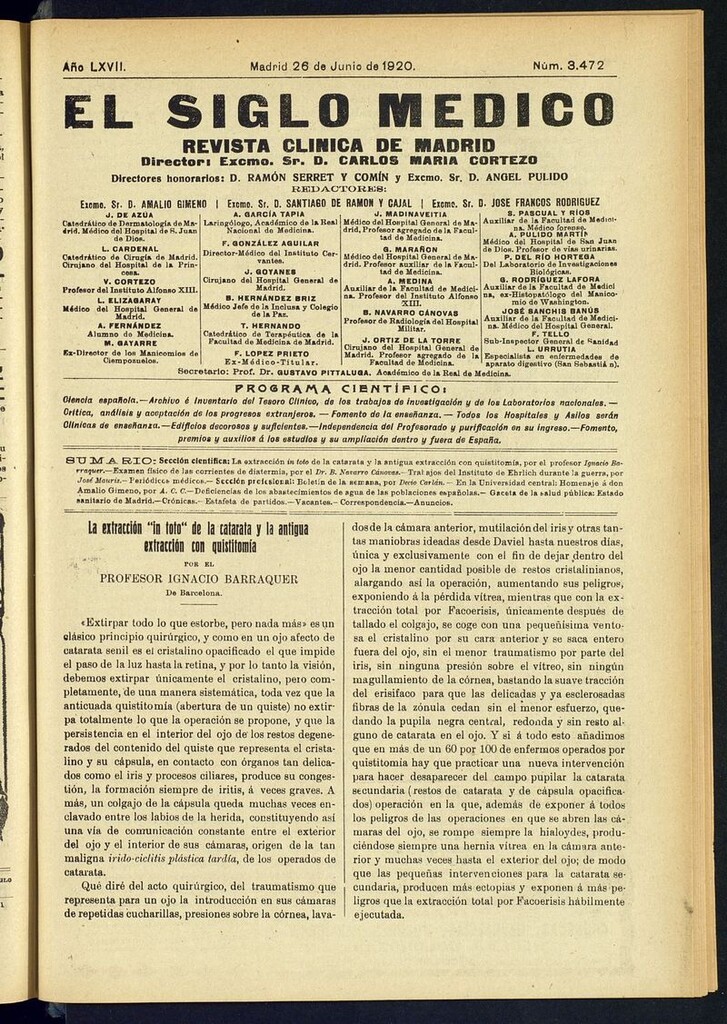 Año LXVII.
Madrid 26 de Junio de 1920.
Núm. 3.472
EL SIGLO MEDICO
REVISTA CLINICA DE MADRID
Director: Excmo. Sr. D. CARLOS MARIA CORTEZO
Directores honorarios: D. RAMÓN SERRET Y COMÍN y Excmo. Sr. D. ANGEL PULIDO
REDACTORES:
Excmo. Sr. D. AMALIO GIMENO | Excmo. Sr. D. SANTIAGO DE RAMON Y CAJAL | Excmo. Sr. D. JOSE FRANCOS RODRIGUEZ
J. DE AZÚA
Catedrático de Dermatología de Ma-
drid. Médico del Hospital de S. Juan
de Dios.
L. CARDENAL
Catedrático de Cirugía de Madrid.
Cirujano del Hospital de la Prin-
cesa.
V. CORTEZO
Profesor del Instituto Alfonso XIII.
L. ELIZAGARAY
Médico del Hospital General de
Madrid.
A. FERNÁNDEZ
Alumno de Medicina.
M. GAYARRE
Ex-Director de los Manicomios de
Ciempozuelos.
A. GARCÍA TAPIA
Laringólogo, Académico de la Real
Nacional de Medicina.
F. GONZÁLEZ AGUILAR
Director-Médico del Instituto Cer-
vantes.
J. GOYANES
Cirujano del Hospital General de
Madrid.
B. HERNÁNDEZ BRIZ
Médico Jefe de la Inclusa y Colegio
de la Paz.
T. HERNANDO
Catedrático de Terapéutica de la
Facultad de Medicina de Madrid.
F. LOPEZ PRIETO
Ex-Médico-Titular.
J. MADINAVEITIA
Médico del Hospital General de Ma-
drid, Profesor agregado de la Facul-
tad de Medicina.
G. MARAÑON
Médico del Hospital General de Ma-
drid. Profesor auxiliar de la Facul-
tad de Medicina.
A. MEDINA
Auxiliar de la Facultad de Medici-
na. Profesor del Instituto Alfonso
XIII.
B. NAVARRO CÁNOVAS
Profesor de Radiología del Hospital
Militar.
J. ORTIZ DE LA TORRE
Cirujano del Hospital General de
Madrid. Profesor agregado de la
Facultad de Medicina.
S. PASCUAL Y RÍOS
Auxiliar de la Facultad de Medici-
na. Médico forense.
A. PULIDO MARTÍN
Médico del Hospital de San Juan
de Dios. Profesor de vías urinarias.
P. DEL RÍO HORTEGA
Del Laboratorio de Investigaciones
Biológicas.
G. RODRÍGUEZ LAFORA
Auxiliar de la Facultad de Medici-
na, ex-Histopatólogo del Manico-
mio de Washington.
JOSÉ SANCHIS BANÚS
Auxiliar de la Facultad de Medici-
na. Médico del Hospital General.
F. TELLO
Sub-Inspector General de Sanidad
L. URRUTIA
Especialista en enfermedades de
aparato digestivo (San Sebastián).
Secretario: Prof. Dr. GUSTAVO PITTALUGA. Académico de la Real de Medicina.
PROGRAMA CIENTÍFICO:
Ciencia española.—Archivo é Inventario del Tesoro Clínico, de los trabajos de investigación y de los Laboratorios nacionales.—
Crítica, análisis y aceptación de los progresos extranjeros.—Fomento de la enseñanza.—Todos los Hospitales y Asilos serán
Clínicas de enseñanza.—Edificios decorosos y suficientes.—Independencia del Profesorado y purificación en su ingreso.—Fomento,
premios y auxilios á los estudios y su ampliación dentro y fuera de España.
SUMARIO: Sección científica: La extracción in toto de la catarata y la antigua extracción con quistitomía, por el profesor Ignacio Ba-
rraquer.—Examen físico de las corrientes de diatermia, por el Dr. B. Navarro Cánovas.—Trabajos del Instituto de Ehrlich durante la guerra, por
José Mouriz.—Periódicos médicos.—Sección profesional: Boletín de la semana, por Decio Carlán.—En la Universidad central: Homenaje á don
Amalio Gimeno, por A. C. C.—Deficiencias de los abastecimientos de agua de las poblaciones españolas.—Gaceta de la salud pública: Estado
sanitario de Madrid.—Crónicas.—Estafeta de partidos.—Vacantes.—Correspondencia.—Anuncios.
La extracción "in toto" de la catarata y la antigua
extracción con quistitomía
POR EL
PROFESOR IGNACIO BARRAQUER
De Barcelona.
«Extirpar todo lo que estorbe, pero nada más» es un
clásico principio quirúrgico, y como en un ojo afecto de
catarata senil es el cristalino opacificado el que impide
el paso de la luz hasta la retina, y por lo tanto la visión,
debemos extirpar únicamente el cristalino, pero com-
pletamente, de una manera sistemática, toda vez que la
anticuada quistitomía (abertura de un quiste) no extir-
pa totalmente lo que la operación se propone, y que la
persistencia en el interior del ojo de los restos degene-
rados del contenido del quiste que representa el crista-
lino y su cápsula, en contacto con órganos tan delica-
dos como el iris y procesos ciliares, produce su conges-
tión, la formación siempre de iritis, á veces graves. A
más, un colgajo de la cápsula queda muchas veces en-
clavado entre los labios de la herida, constituyendo así
una vía de comunicación constante entre el exterior
del ojo y el interior de sus cámaras, origen de la tan
maligna irido-ciclitis plástica tardía, de los operados de
catarata.
Qué diré del acto quirúrgico, del traumatismo que
representa para un ojo la introducción en sus cámaras
de repetidas cucharillas, presiones sobre la córnea, lava-
dos de la cámara anterior, mutilación del iris y otras tan-
tas maniobras ideadas desde Daviel hasta nuestros días,
única y exclusivamente con el fin de dejar dentro del
ojo la menor cantidad posible de restos cristalinianos,
alargando así la operación, aumentando sus peligros,
exponiendo á la pérdida vítrea, mientras que con la ex-
tracción total por Facoerisis, únicamente después de
tallado el colgajo, se coge con una pequeñísima vento-
sa el cristalino por su cara anterior y se saca entero
fuera del ojo, sin el menor traumatismo por parte del
iris, sin ninguna presión sobre el vítreo, sin ningún
magullamiento de la córnea, bastando la suave tracción
del erisifaco para que las delicadas y ya esclerosadas
fibras de la zónula cedan sin el menor esfuerzo, que-
dando la pupila negra central, redonda y sin resto al-
guno de catarata en el ojo. Y si á todo esto añadimos
que en más de un 60 por 100 de enfermos operados por
quistitomía hay que practicar una nueva intervención
para hacer desaparecer del campo pupilar la catarata
secundaria (restos de catarata y de cápsula opacifica-
dos) operación en la que, además de exponer á todos
los peligros de las operaciones en que se abren las cá-
maras del ojo, se rompe siempre la hialoydes, produ-
ciéndose siempre una hernia vítrea en la cámara ante-
rior y muchas veces hasta el exterior del ojo; de modo
que las pequeñas intervenciones para la catarata se-
cundaria, producen más ectopias y exponen á más pe-
ligros que la extracción total por Facoerisis hábilmente
ejecutada.